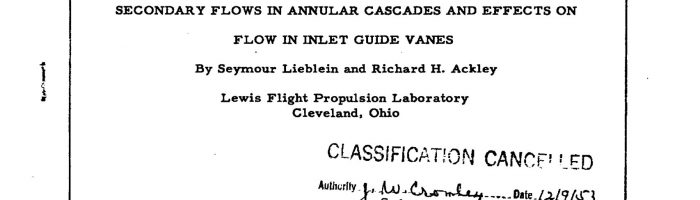 SECONDARY FLOWS IN ANNULAR CASCADES AND EFFECTS ON
FLOW IN INLET GUIDE VANES
By Seymour Lieblein and Richard H. Ackley
Lewis Flight Propulsion Laboratory
Cleveland, Ohio
CLASSIFICATION CANCELLED
Authority J. W. Crowley Date 12/9/53